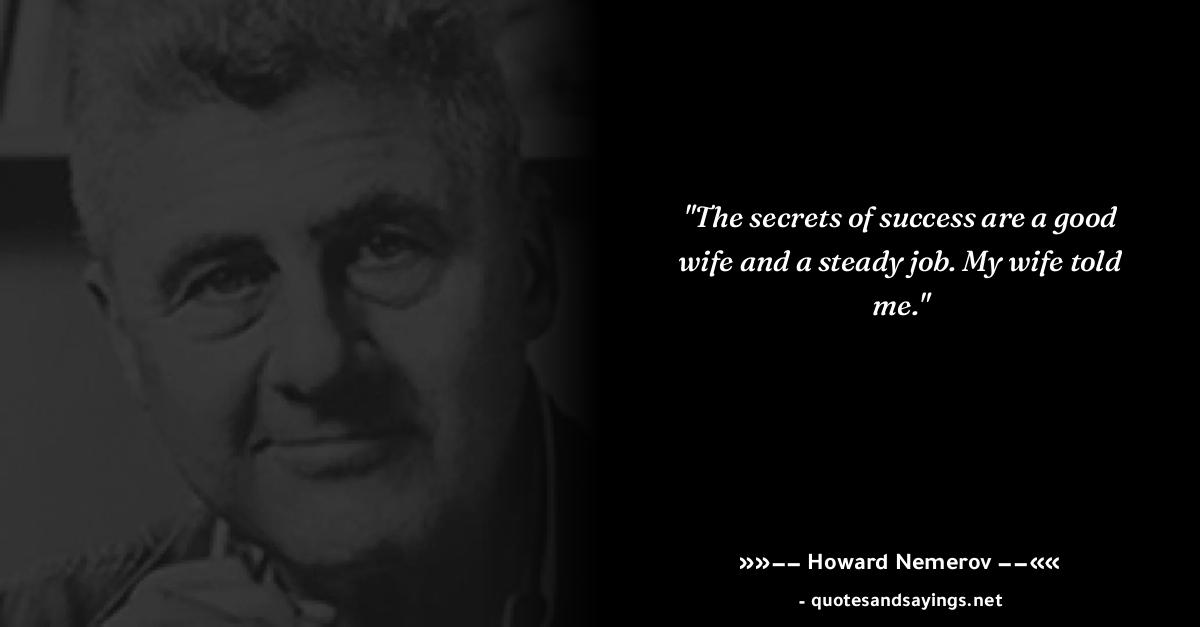 "The secrets of success are a good
wife and a steady job. My wife told
me."
»»−− Howard Nemerov −−««
- quotesandsayings.net